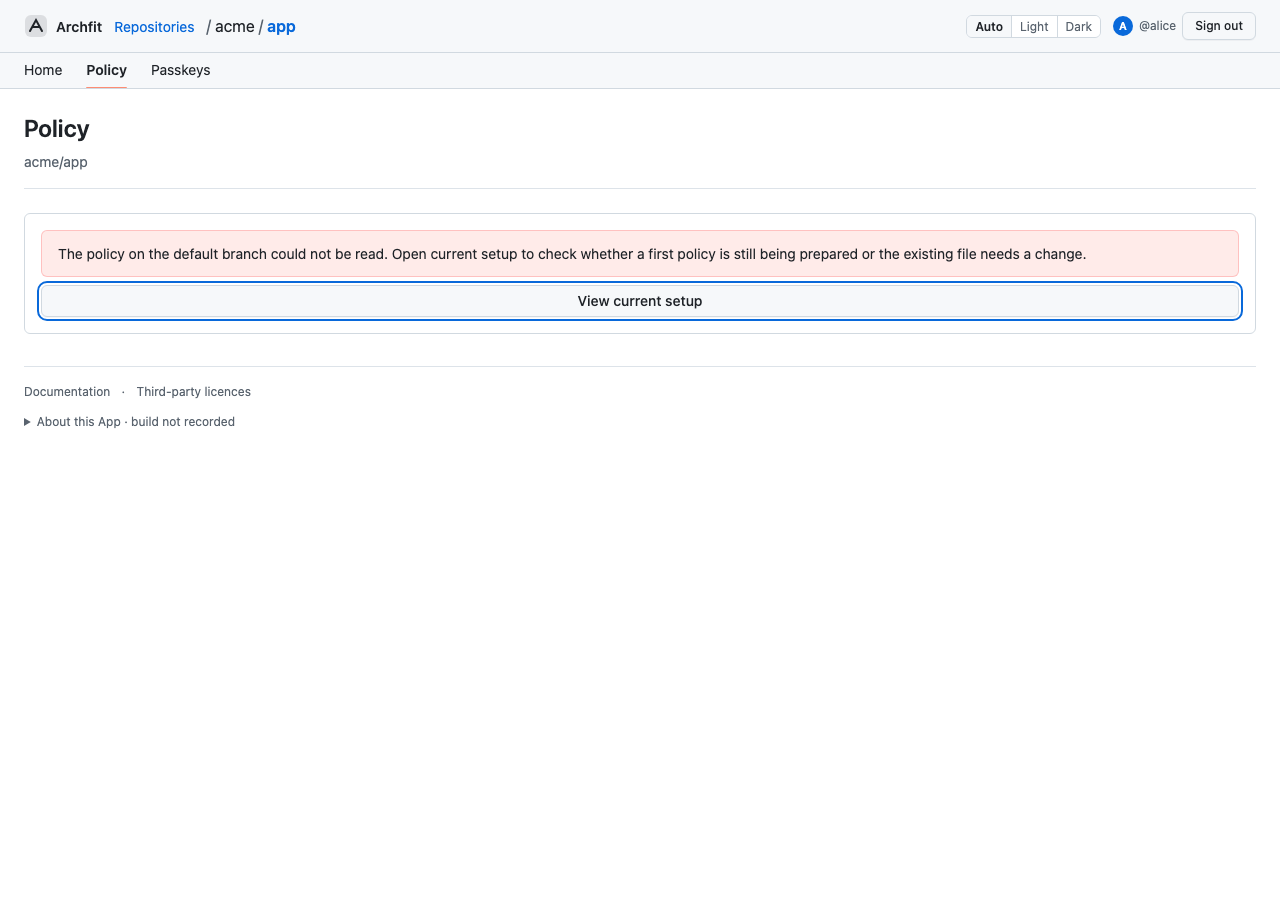 Archfit Repositories / acme / app
Auto Light Dark A @alice Sign out
Home Policy Passkeys
Policy
acme/app
The policy on the default branch could not be read. Open current setup to check whether a first policy is still being prepared or the existing file needs a change.
View current setup
Documentation · Third-party licences
About this App · build not recorded